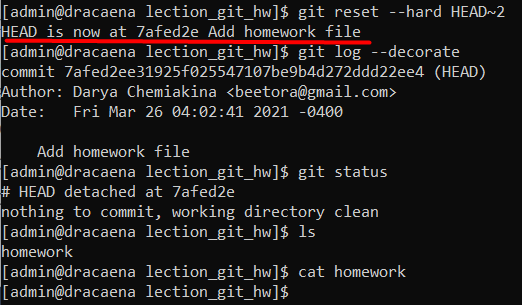 [admin@dracaena lection_git_hw]$ git reset --hard HEAD~2
HEAD is now at 7afed2e Add homework file
[admin@dracaena lection_git_hw]$ git log --decorate
commit 7afed2ee31925f025547107be9b4d272ddd22ee4 (HEAD)
Author: Darya Chemiakina <beetora@gmail.com>
Date:   Fri Mar 26 04:02:41 2021 -0400
    Add homework file
[admin@dracaena lection_git_hw]$ git status
# HEAD detached at 7afed2e
nothing to commit, working directory clean
[admin@dracaena lection_git_hw]$ ls
homework
[admin@dracaena lection_git_hw]$ cat homework
[admin@dracaena lection_git_hw]$